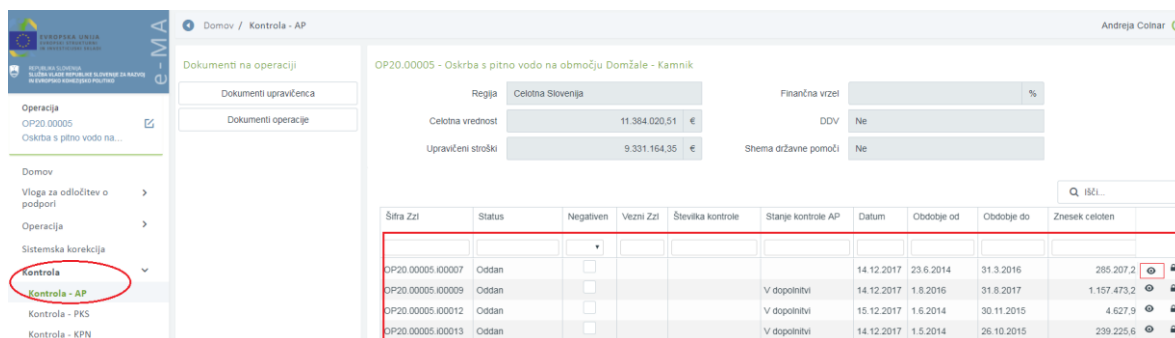 EVROPSKA UNIJA
EVROPSKI STRUKTURNI
IN INVESTICIJSKI SKLADI
REPUBLIKA SLOVENIJA
SLUŽBA VLADE REPUBLIKE SLOVENIJE ZA RAZVOJ
IN EVROPSKO KOHEZIJSKO POLITIKO
e-MA
Domov / Kontrola - AP
Andreja Colnar
Operacija
OP20.00005
Oskrba s pitno vodo na...
Domov
Vloga za odločitev o
podpori
Operacija
Sistemska korekcija
Kontrola
Kontrola - AP
Kontrola - PKS
Kontrola - KPN
Dokumenti na operaciji
Dokumenti upravičenca
Dokumenti operacije
OP20.00005 - Oskrba s pitno vodo na območju Domžale - Kamnik
Regija Celotna Slovenija Finančna vrzel %
Celotna vrednost 11.384.020,51 € DDV Ne
Upravičeni stroški 9.331.164,35 € Shema državne pomoči Ne
Išči...
Šifra ZzI Status Negativen Vezni ZzI Številka kontrole Stanje kontrole AP Datum Obdobje od Obdobje do Znesek celoten
OP20.00005.i00007 Oddan 14.12.2017 23.6.2014 31.3.2016 285.207,2
OP20.00005.i00009 Oddan V dopolnitvi 14.12.2017 1.8.2016 31.8.2017 1.157.473,2
OP20.00005.i00012 Oddan V dopolnitvi 15.12.2017 1.6.2014 30.11.2015 4.627,9
OP20.00005.i00013 Oddan V dopolnitvi 14.12.2017 1.5.2014 26.10.2015 239.225,6